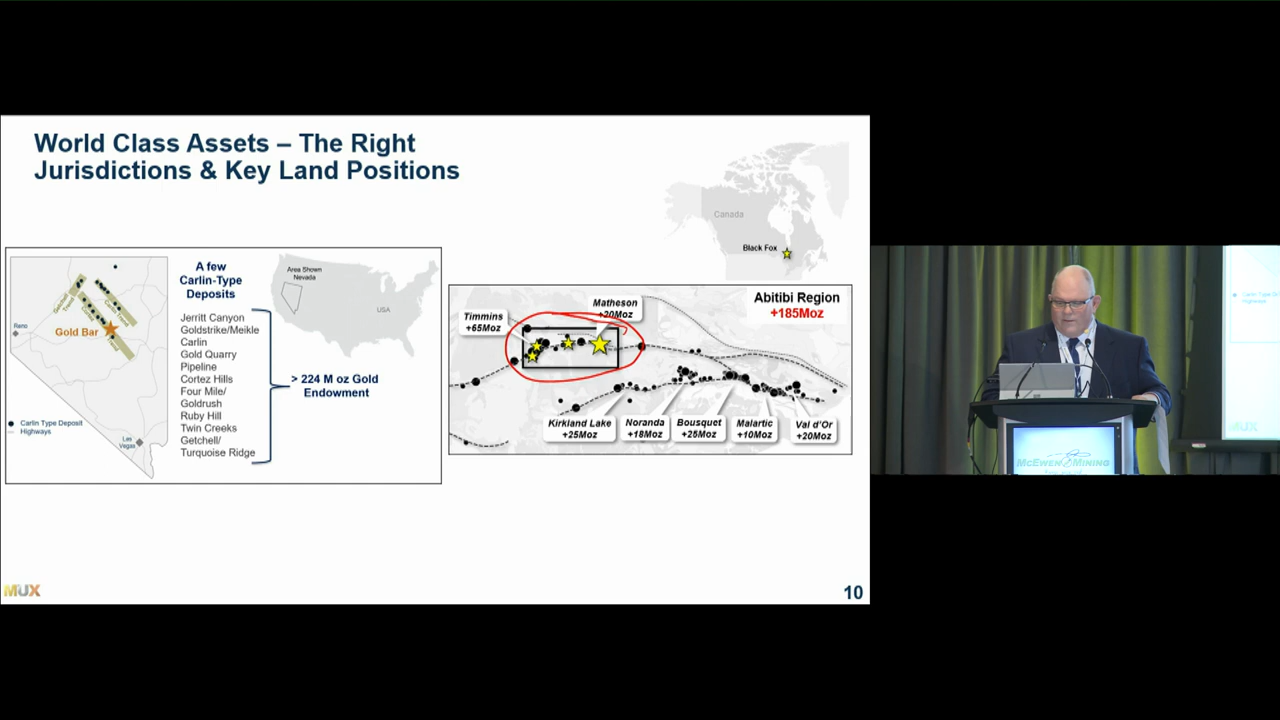 World Class Assets – The Right
Jurisdictions & Key Land Positions
Canada
Black Fox
Reno
Gold Bar
Las
Vegas
Carlin Type Deposit
Highways
A few
Carlin-Type
Deposits
Jerritt Canyon
Goldstrike/Meikle
Carlin
Gold Quarry
Pipeline
Cortez Hills
Four Mile/
Goldrush
Ruby Hill
Twin Creeks
Getchell/
Turquoise Ridge
> 224 M oz Gold
Endowment
Area Shown
Nevada
USA
Abitibi Region
+185Moz
Matheson
+20Moz
Timmins
+65Moz
Kirkland Lake
+25Moz
Noranda
+18Moz
Bousquet
+25Moz
Malartic
+10Moz
Val d'Or
+20Moz
MUX
10
MCEWEN MINING
MUX